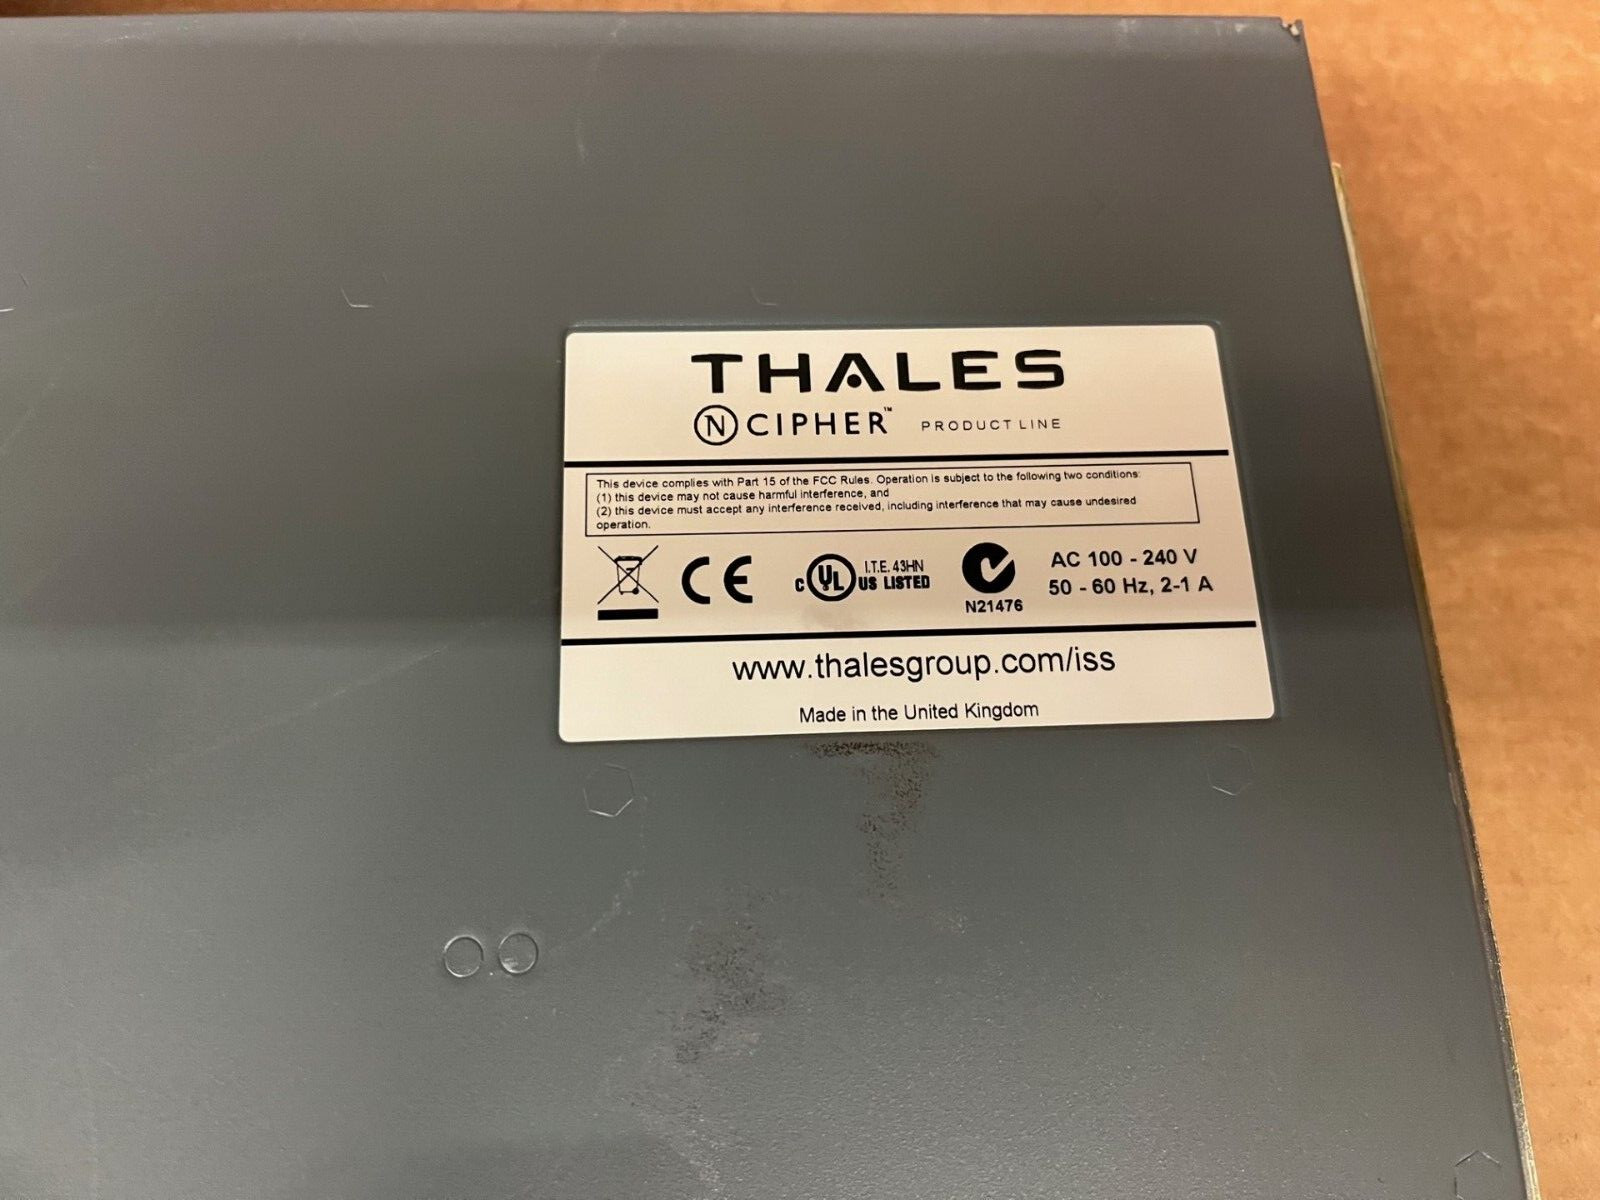 THALES
N CIPHER™ PRODUCT LINE
This device complies with Part 15 of the FCC Rules. Operation is subject to the following two conditions:
(1) this device may not cause harmful interference, and
(2) this device must accept any interference received, including interference that may cause undesired
operation.
CE
C UL US LISTED
I.T.E. 43HN
N21476
AC 100 - 240 V
50 - 60 Hz, 2-1 A
www.thalesgroup.com/iss
Made in the United Kingdom